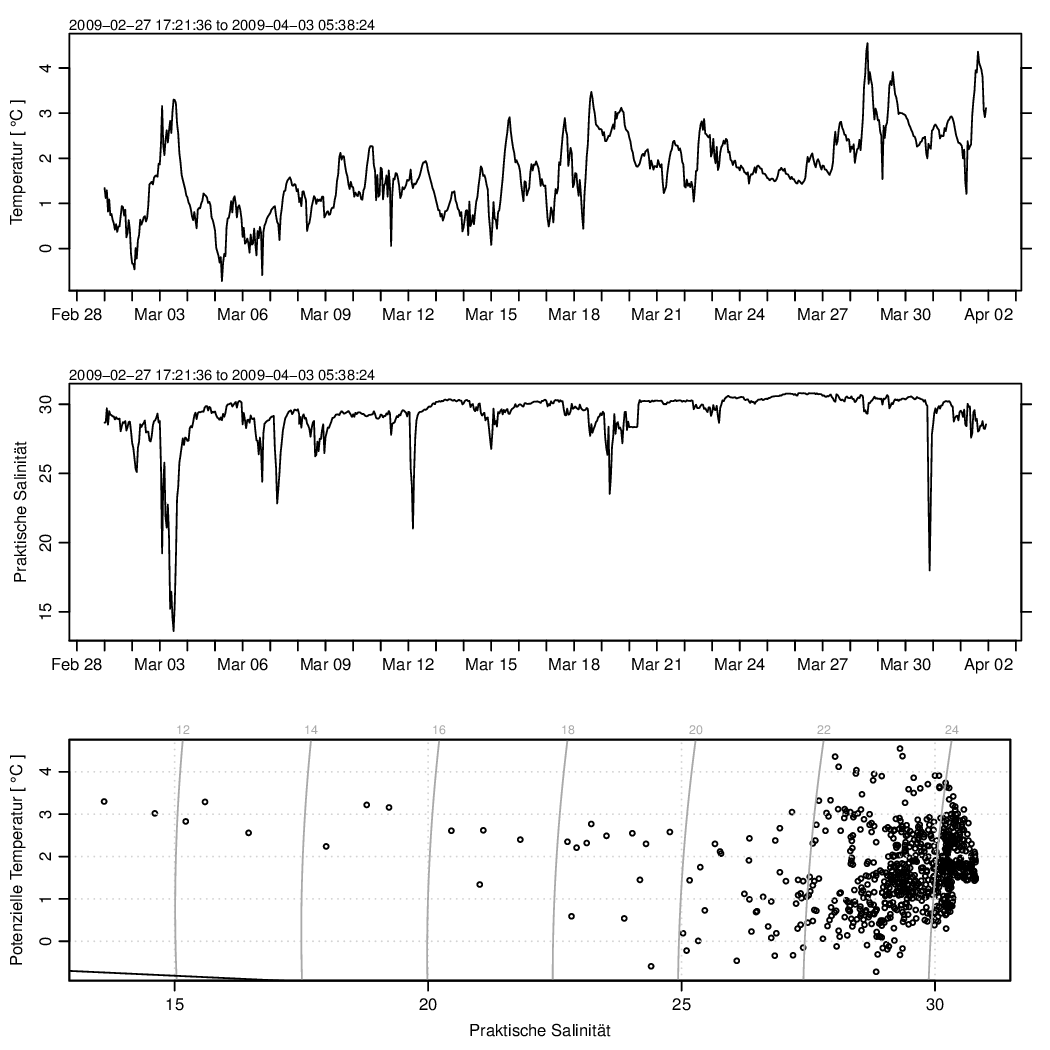 2009−02−27 17:21:36 to 2009−04−03 05:38:24
Temperatur [ °C ]
4
3
2
1
0
Feb 28 Mar 03 Mar 06 Mar 09 Mar 12 Mar 15 Mar 18 Mar 21 Mar 24 Mar 27 Mar 30 Apr 02
2009−02−27 17:21:36 to 2009−04−03 05:38:24
Praktische Salinität
30
25
20
15
Feb 28 Mar 03 Mar 06 Mar 09 Mar 12 Mar 15 Mar 18 Mar 21 Mar 24 Mar 27 Mar 30 Apr 02
12 14 16 18 20 22 24
Potenzielle Temperatur [ °C ]
4
3
2
1
0
15 20 25 30
Praktische Salinität